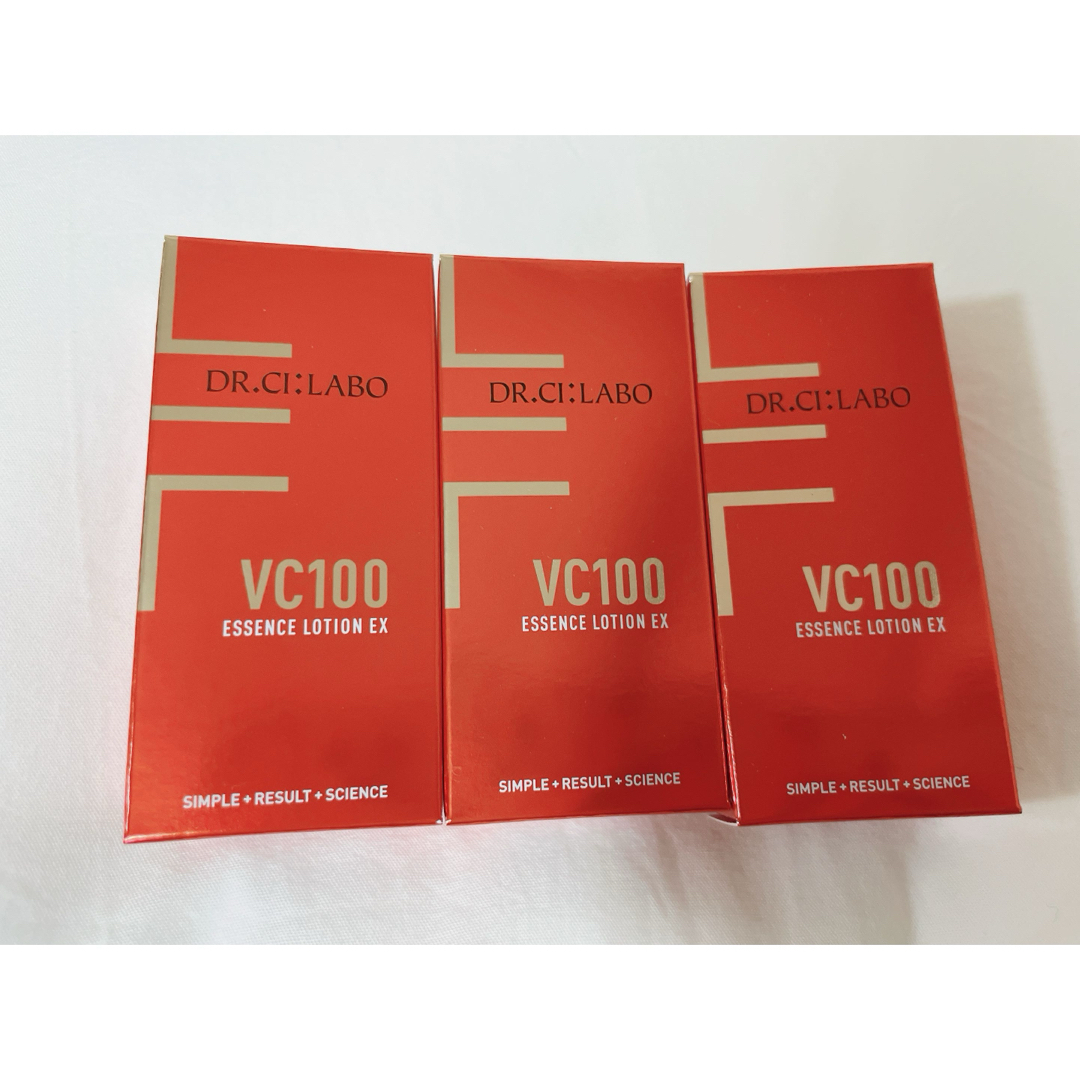 DR.CI:LABO
VC100
ESSENCE LOTION EX
SIMPLE+RESULT+SCIENCE
DR.CI:LABO
VC100
ESSENCE LOTION EX
SIMPLE+RESULT+SCIENCE
DR.CI:LABO
VC100
ESSENCE LOTION EX
SIMPLE+RESULT+SCIENCE